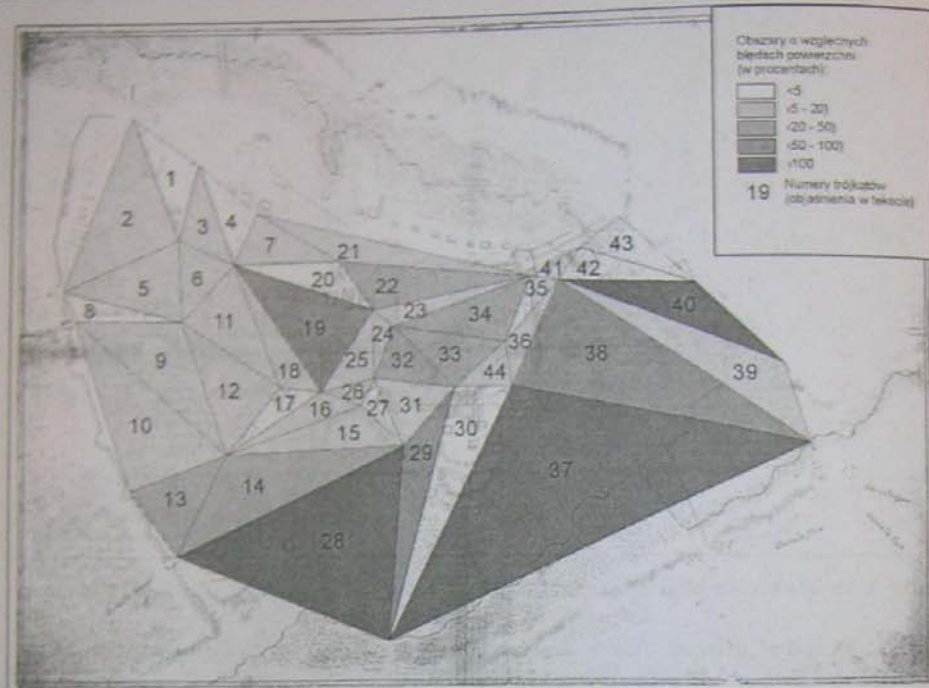 Obszary o względnych
błędach powierzchni
(w procentach):
<5
<5 - 20)
<20 - 50)
<50 - 100)
>100
19 Numery trójkątów
(objaśnienia w tekście)
1
2 3 4 43
7 21 41 42
5 6 20 22 35
8 23 40
11 19 34
9 24 36
25 32 33 38
18 44 39
12 17 16 26 27 31 30
10 15
29
13 14 37
28